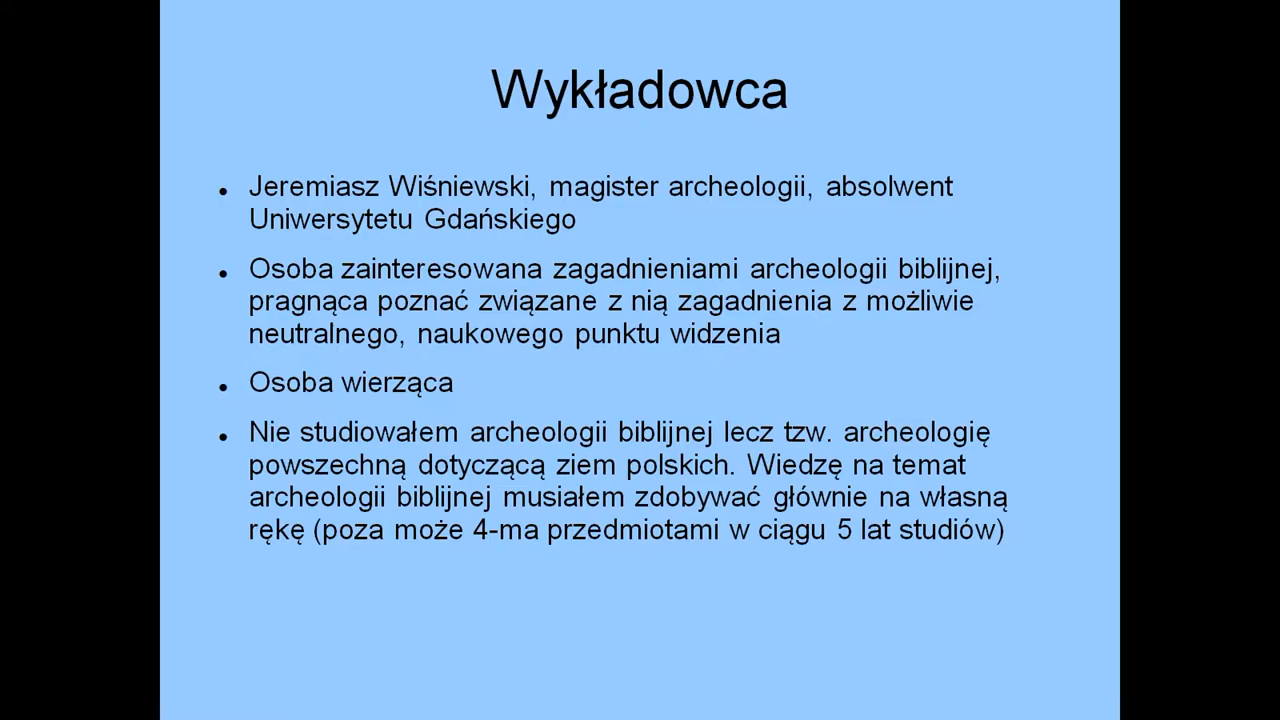 Wykładowca
● Jeremiasz Wiśniewski, magister archeologii, absolwent
Uniwersytetu Gdańskiego
● Osoba zainteresowana zagadnieniami archeologii biblijnej,
pragnąca poznać związane z nią zagadnienia z możliwie
neutralnego, naukowego punktu widzenia
● Osoba wierząca
● Nie studiowałem archeologii biblijnej lecz tzw. archeologię
powszechną dotyczącą ziem polskich. Wiedzę na temat
archeologii biblijnej musiałem zdobywać głównie na własną
rękę (poza może 4-ma przedmiotami w ciągu 5 lat studiów)